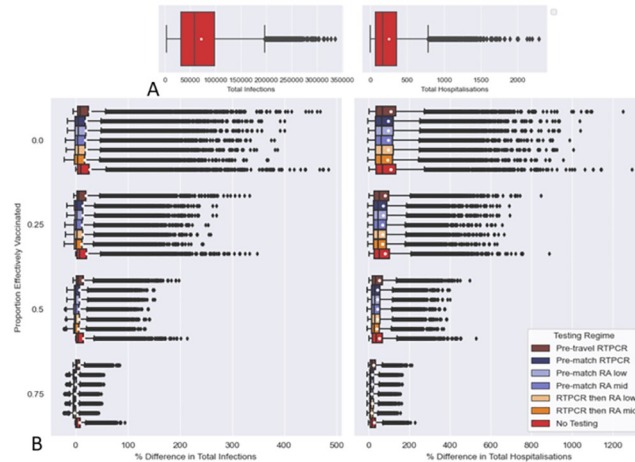 0 50000 100000 150000 200000 250000 300000 350000
Total Infections
0 500 1000 1500 2000
Total Hospitalisations
A
Proportion Effectively Vaccinated
0.0
0.25
0.5
0.75
B
0 100 200 300 400 500
% Difference in Total Infections
0 200 400 600 800 1000 1200
% Difference in Total Hospitalisations
Testing Regime
Pre-travel RTPCR
Pre-match RTPCR
Pre-match RA low
Pre-match RA mid
RTPCR then RA low
RTPCR then RA mid
No Testing